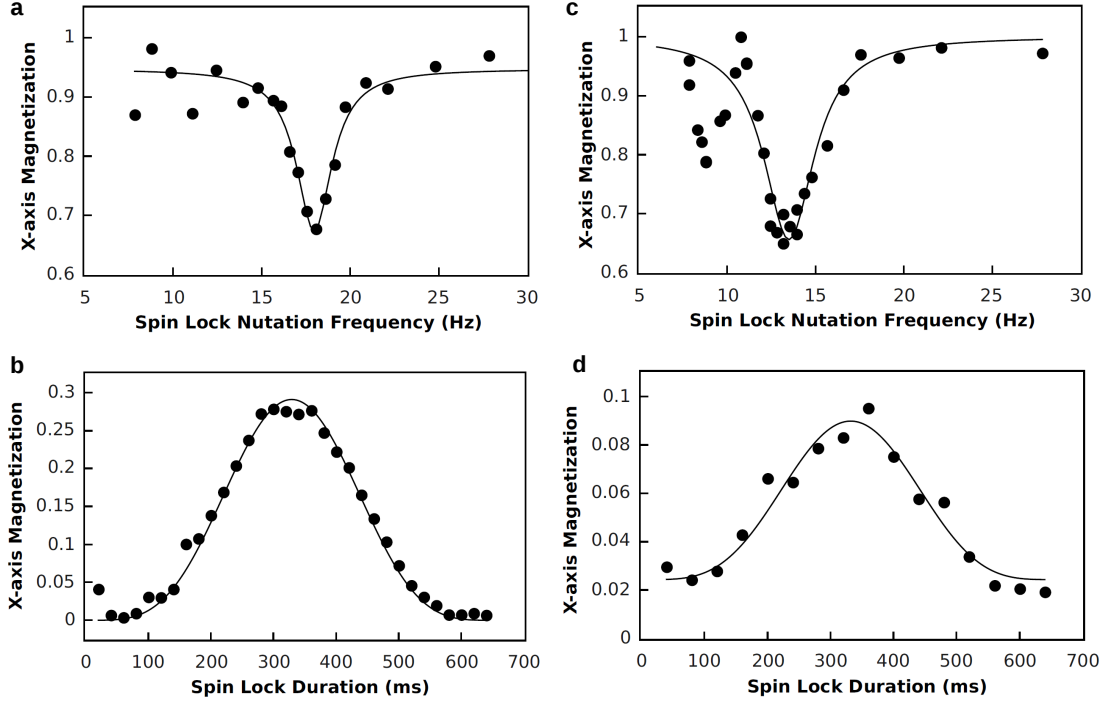 a
X-axis Magnetization
1
0.9
0.8
0.7
0.6
5 10 15 20 25 30
Spin Lock Nutation Frequency (Hz)
c
X-axis Magnetization
1
0.9
0.8
0.7
0.6
5 10 15 20 25 30
Spin Lock Nutation Frequency (Hz)
b
X-axis Magnetization
0.3
0.25
0.2
0.15
0.1
0.05
0
0 100 200 300 400 500 600 700
Spin Lock Duration (ms)
d
X-axis Magnetization
0.1
0.08
0.06
0.04
0.02
0
0 100 200 300 400 500 600 700
Spin Lock Duration (ms)